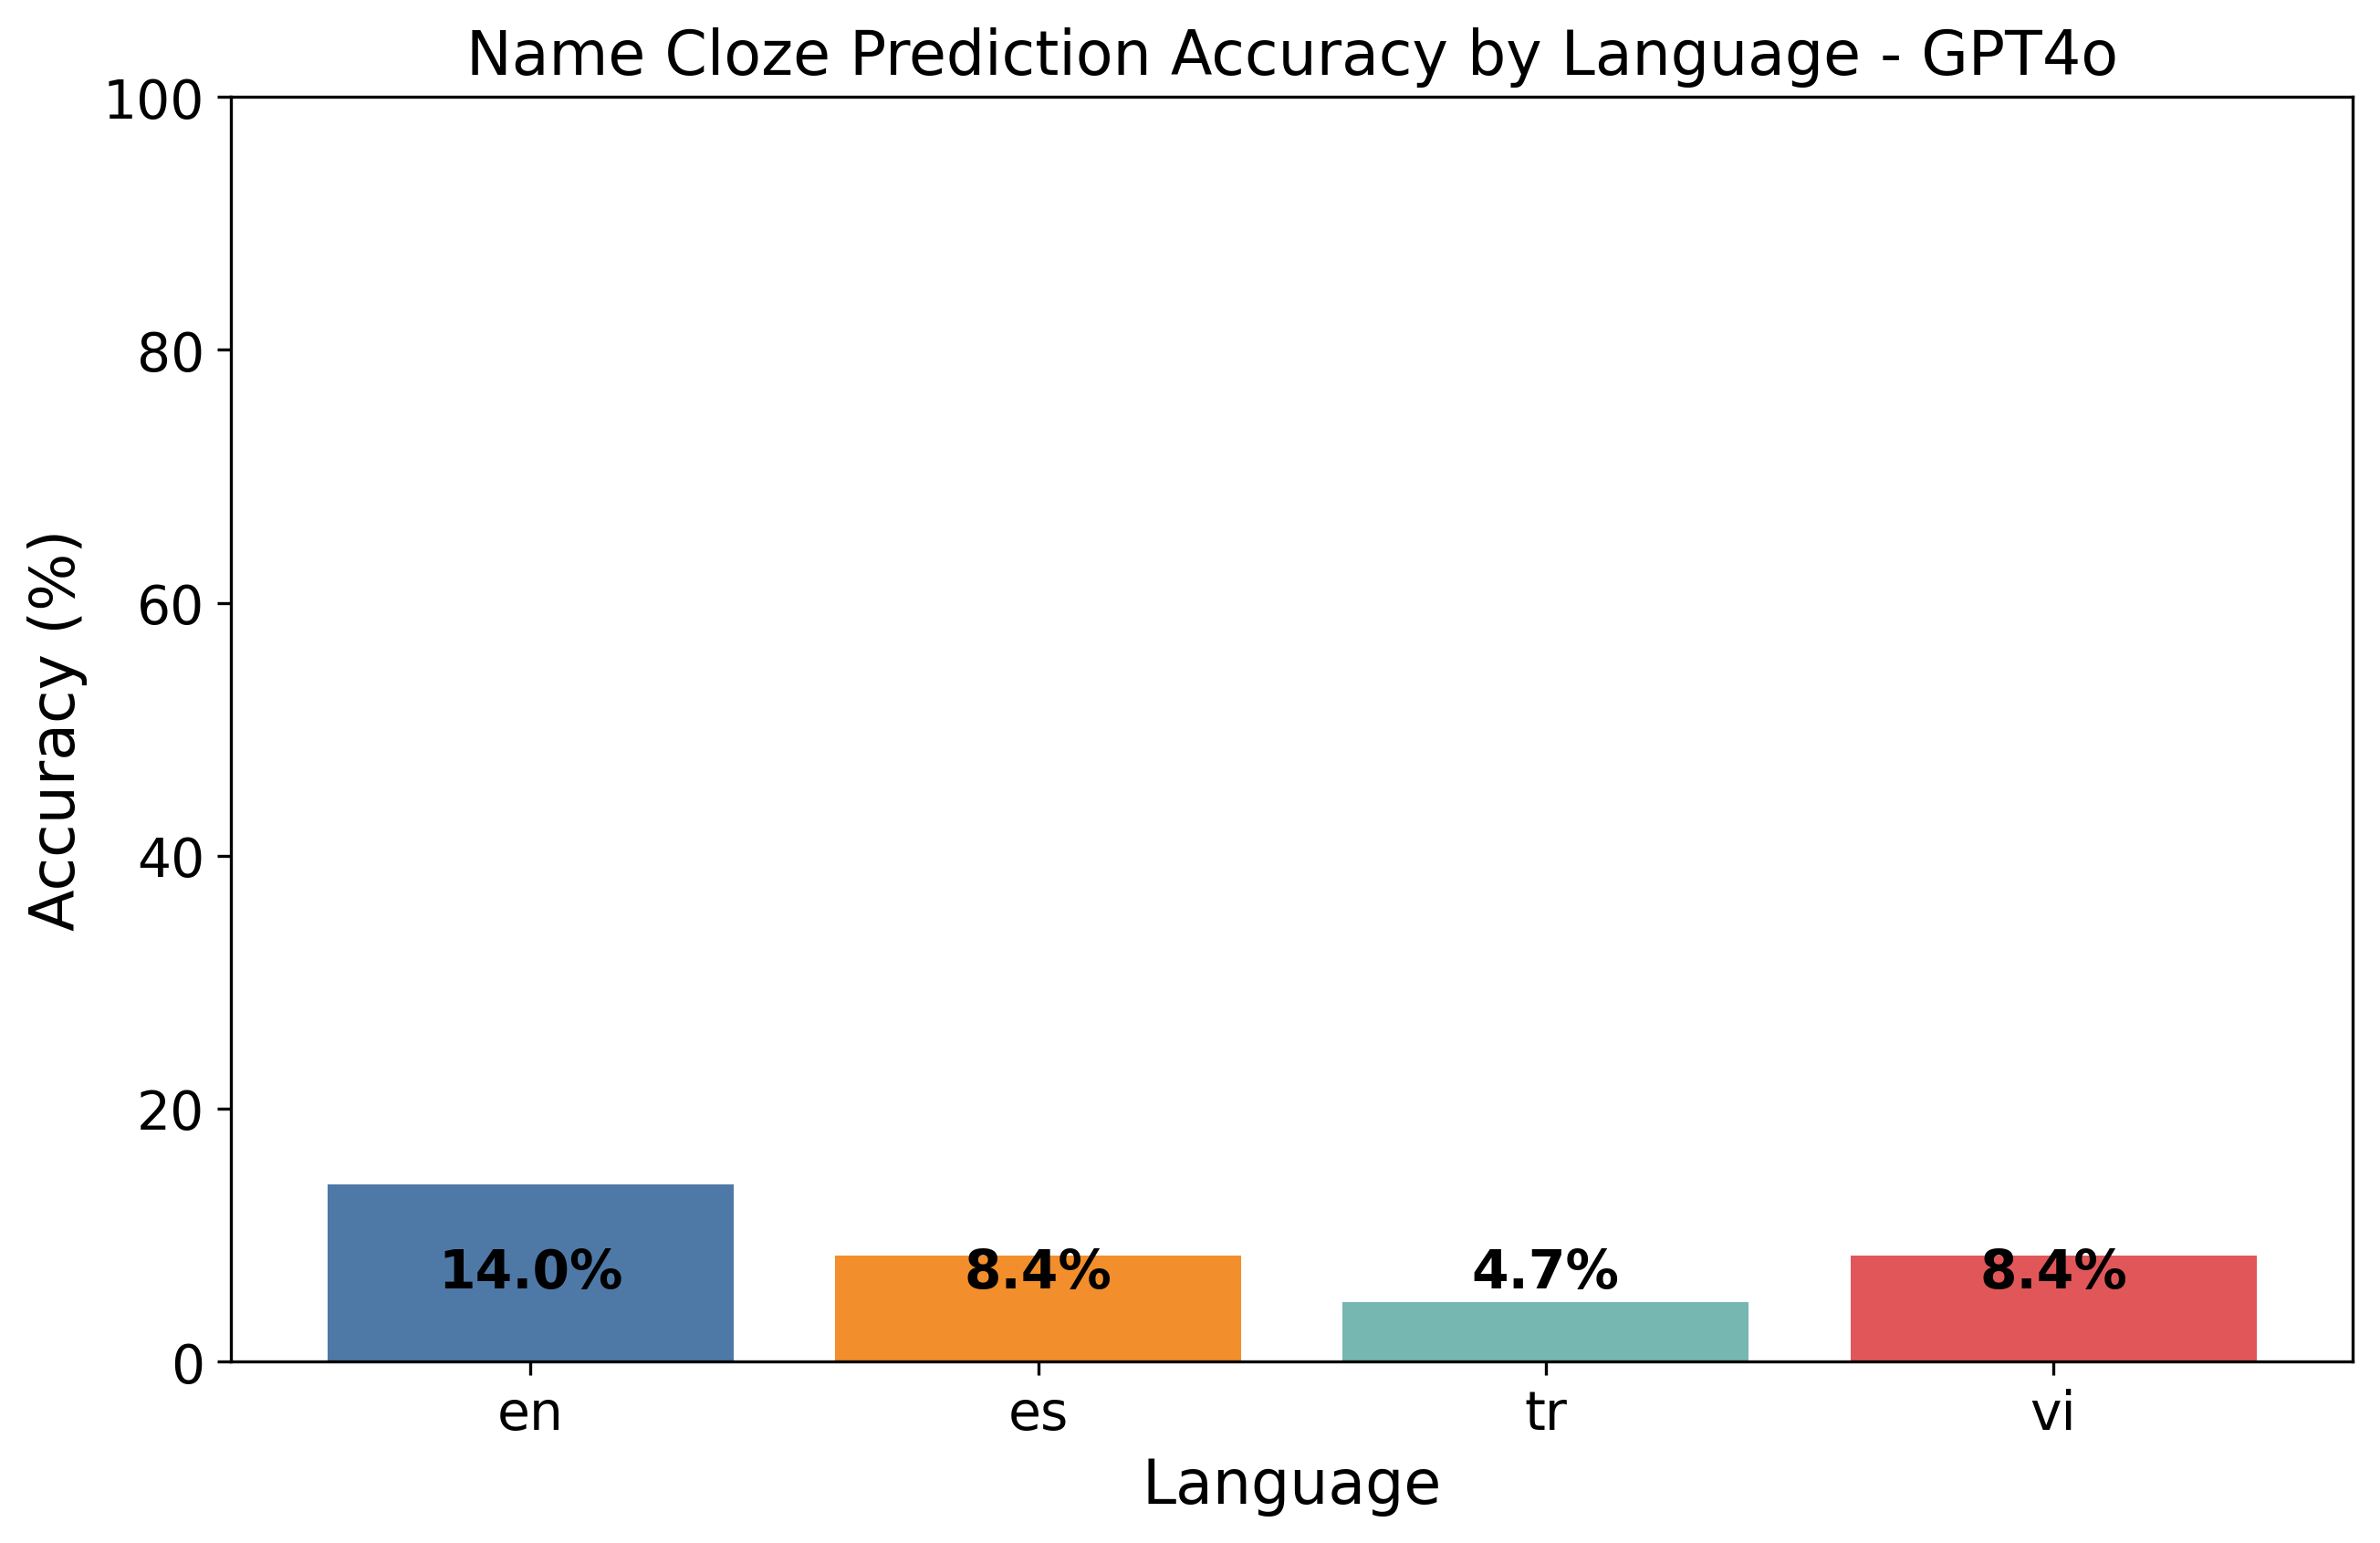 Name Cloze Prediction Accuracy by Language - GPT4o
Accuracy (%)
100
80
60
40
20
0
14.0%
8.4%
4.7%
8.4%
en
es
tr
vi
Language